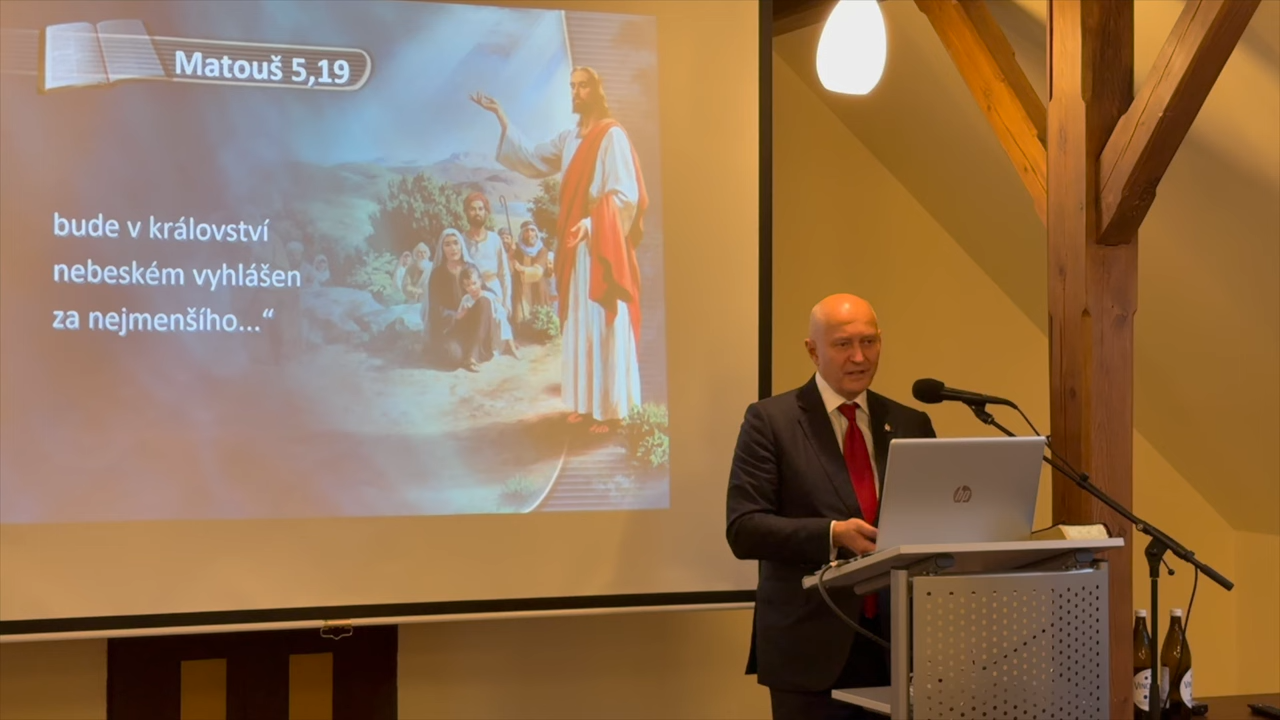 Matouš 5,19
bude v království
nebeském vyhlášen
za nejmenšího...“
hp